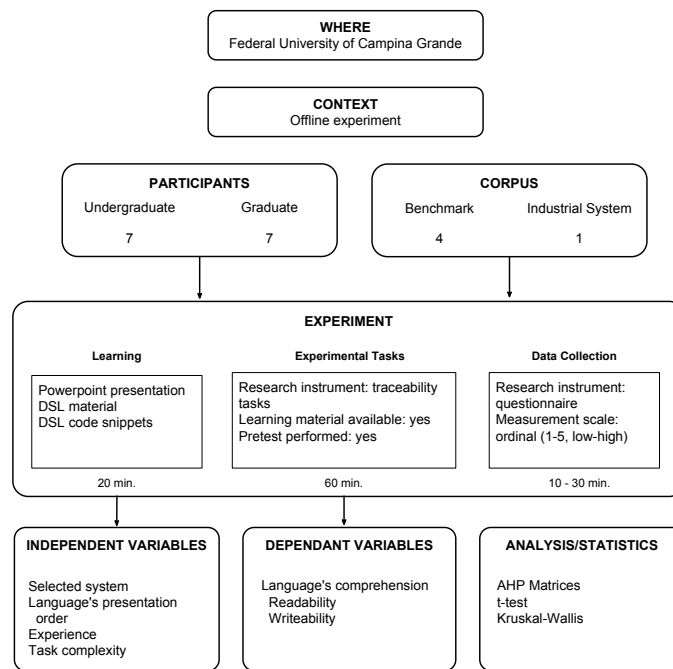 WHERE
Federal University of Campina Grande
CONTEXT
Offline experiment
PARTICIPANTS
Undergraduate Graduate
7 7
CORPUS
Benchmark Industrial System
4 1
EXPERIMENT
Learning
Powerpoint presentation
DSL material
DSL code snippets
20 min.
Experimental Tasks
Research instrument: traceability
tasks
Learning material available: yes
Pretest performed: yes
60 min.
Data Collection
Research instrument:
questionnaire
Measurement scale:
ordinal (1-5, low-high)
10 - 30 min.
INDEPENDENT VARIABLES
Selected system
Language's presentation
order
Experience
Task complexity
DEPENDANT VARIABLES
Language's comprehension
Readability
Writeability
ANALYSIS/STATISTICS
AHP Matrices
t-test
Kruskal-Wallis